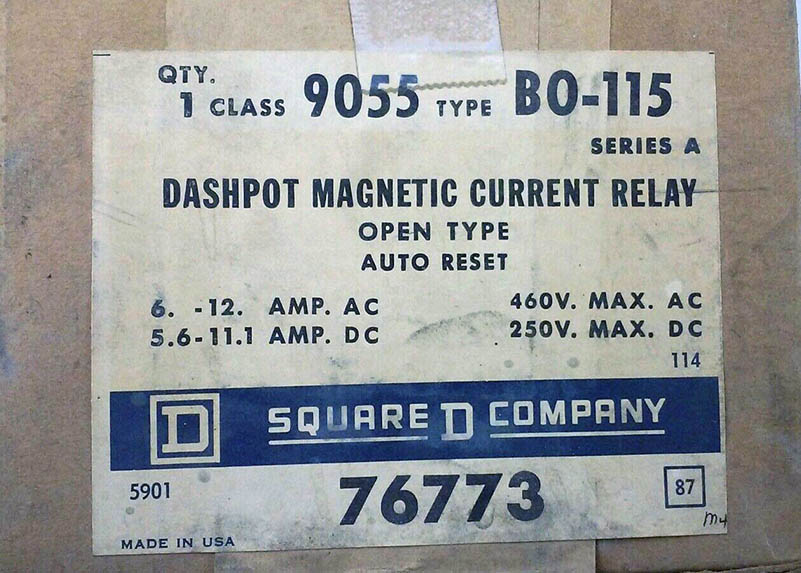 QTY.
1 CLASS 9055 TYPE BO-115
SERIES A
DASHPOT MAGNETIC CURRENT RELAY
OPEN TYPE
AUTO RESET
6. -12. AMP. AC 460V. MAX. AC
5.6-11.1 AMP. DC 250V. MAX. DC
114
D SQUARE D COMPANY
5901 76773 87
MADE IN USA